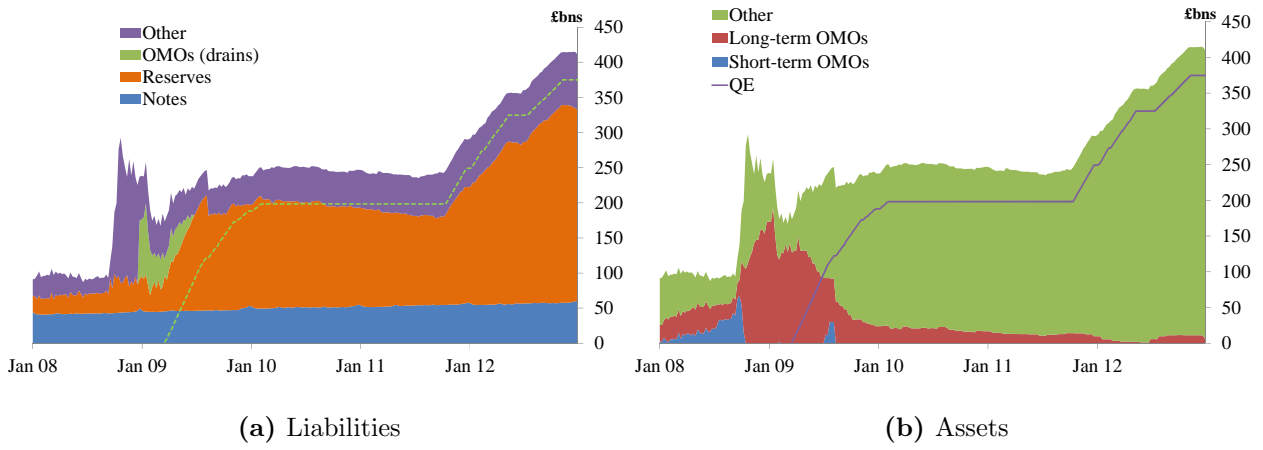 £bns
Other
OMOs (drains)
Reserves
Notes
450
400
350
300
250
200
150
100
50
0
Jan 08 Jan 09 Jan 10 Jan 11 Jan 12
(a) Liabilities
£bns
Other
Long-term OMOs
Short-term OMOs
QE
450
400
350
300
250
200
150
100
50
0
Jan 08 Jan 09 Jan 10 Jan 11 Jan 12
(b) Assets